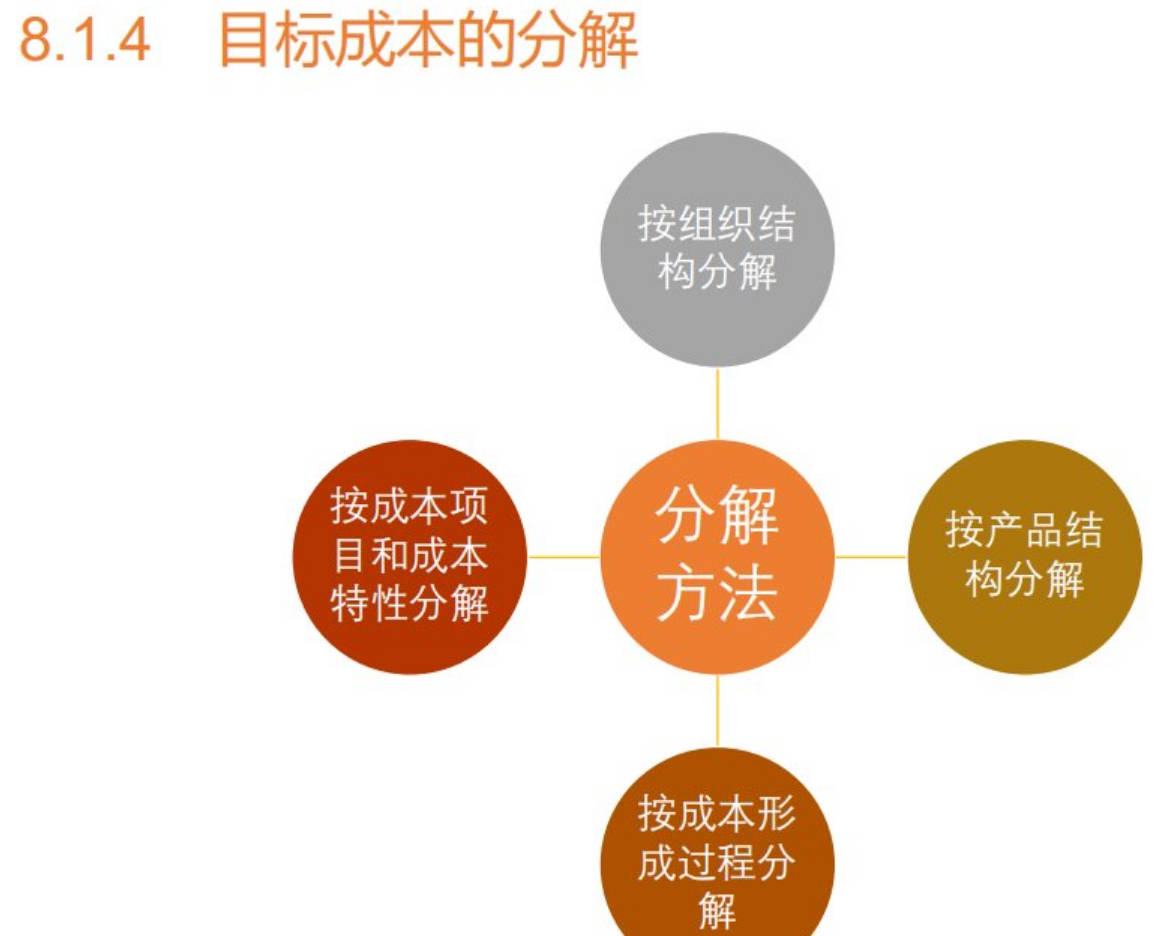 8.1.4 目标成本的分解
按组织结
构分解
按成本项
目和成本
特性分解
分解
方法
按产品结
构分解
按成本形
成过程分
解